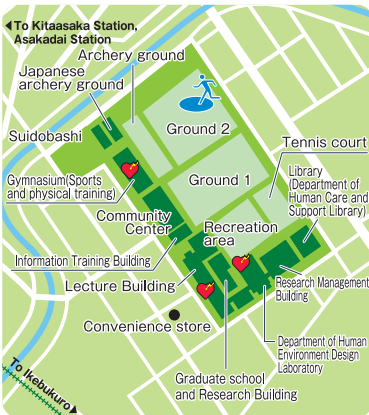 ◀To Kitaasaka Station,
Asakadai Station
Archery ground
Japanese
archery ground
Suidobashi
Ground 2
Tennis court
Gymnasium(Sports
and physical training)
Ground 1
Library
(Department of
Human Care and
Support Library)
Community
Center
Recreation
area
Information Training Building
Lecture Building
Research Management
Building
Convenience store
Department of Human
Environment Design
Laboratory
To Ikebukuro▶
Graduate school
and Research Building